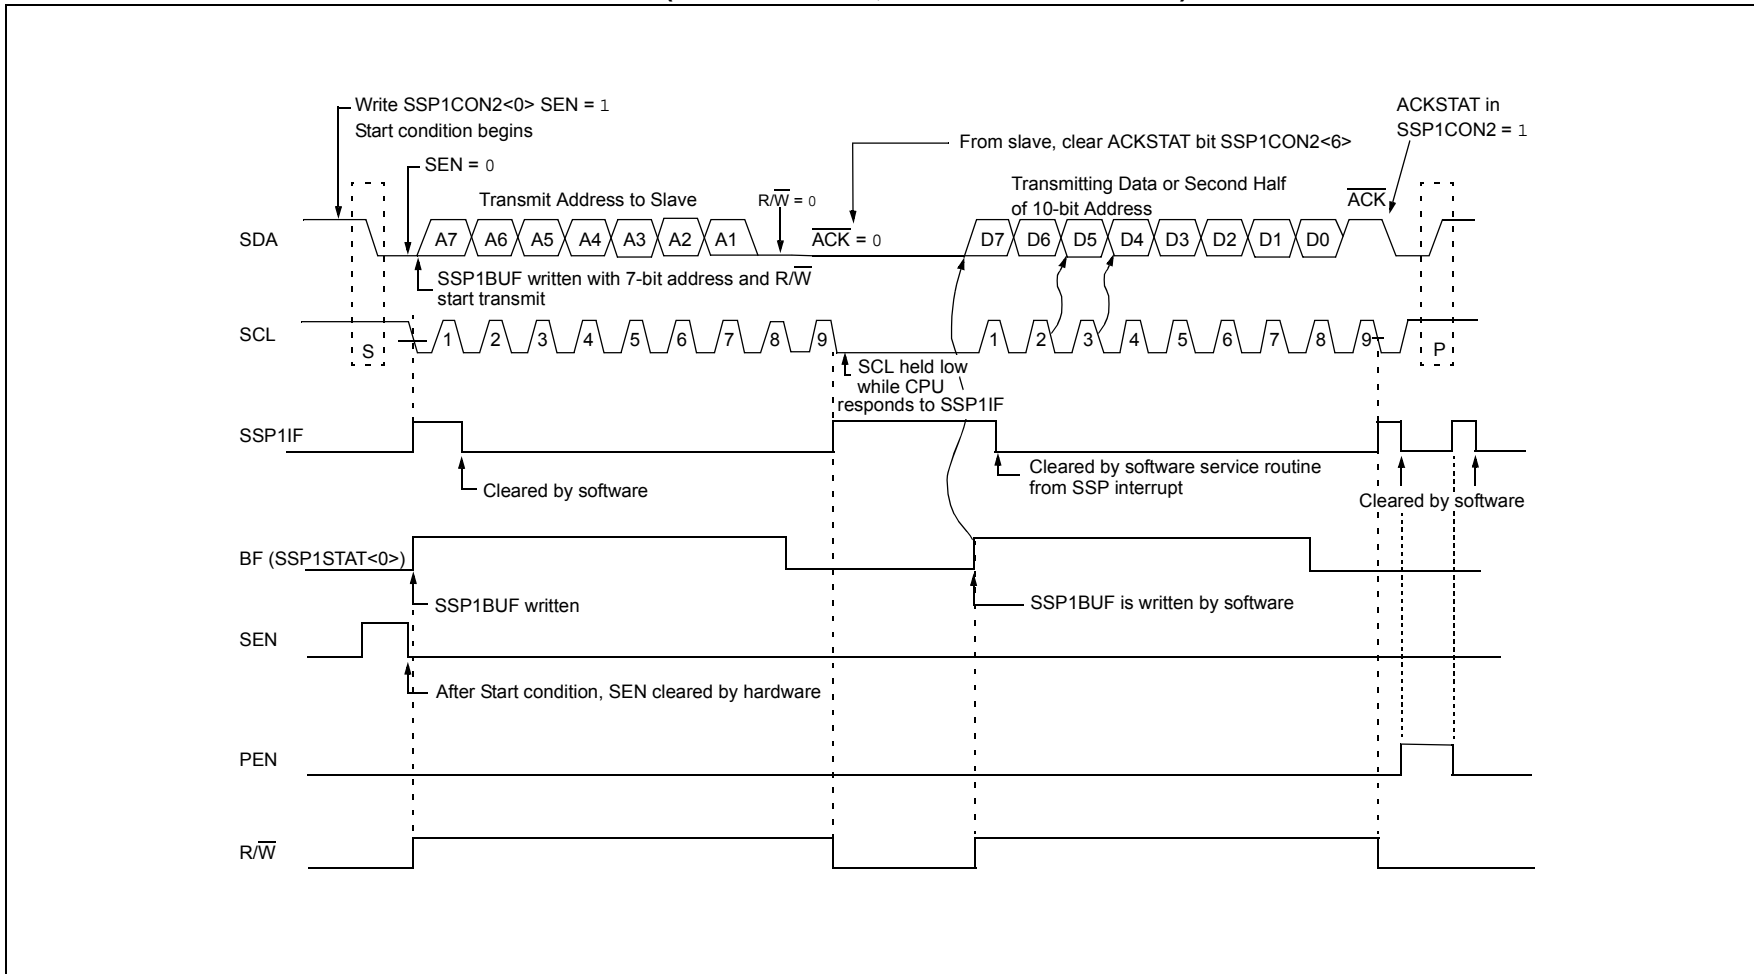 Write SSP1CON2<0> SEN = 1
Start condition begins
SEN = 0
From slave, clear ACKSTAT bit SSP1CON2<6>
ACKSTAT in
SSP1CON2 = 1
Transmit Address to Slave
R/W̅ = 0
Transmitting Data or Second Half
of 10-bit Address
A̅C̅K̅
SDA
A7 A6 A5 A4 A3 A2 A1
A̅C̅K̅ = 0
D7 D6 D5 D4 D3 D2 D1 D0
SSP1BUF written with 7-bit address and R/W̅
start transmit
SCL
S
1 2 3 4 5 6 7 8 9
1 2 3 4 5 6 7 8 9
P
SCL held low
while CPU
responds to SSP1IF
SSP1IF
Cleared by software
Cleared by software service routine
from SSP interrupt
Cleared by software
BF (SSP1STAT<0>)
SSP1BUF written
SSP1BUF is written by software
SEN
After Start condition, SEN cleared by hardware
PEN
R/W̅